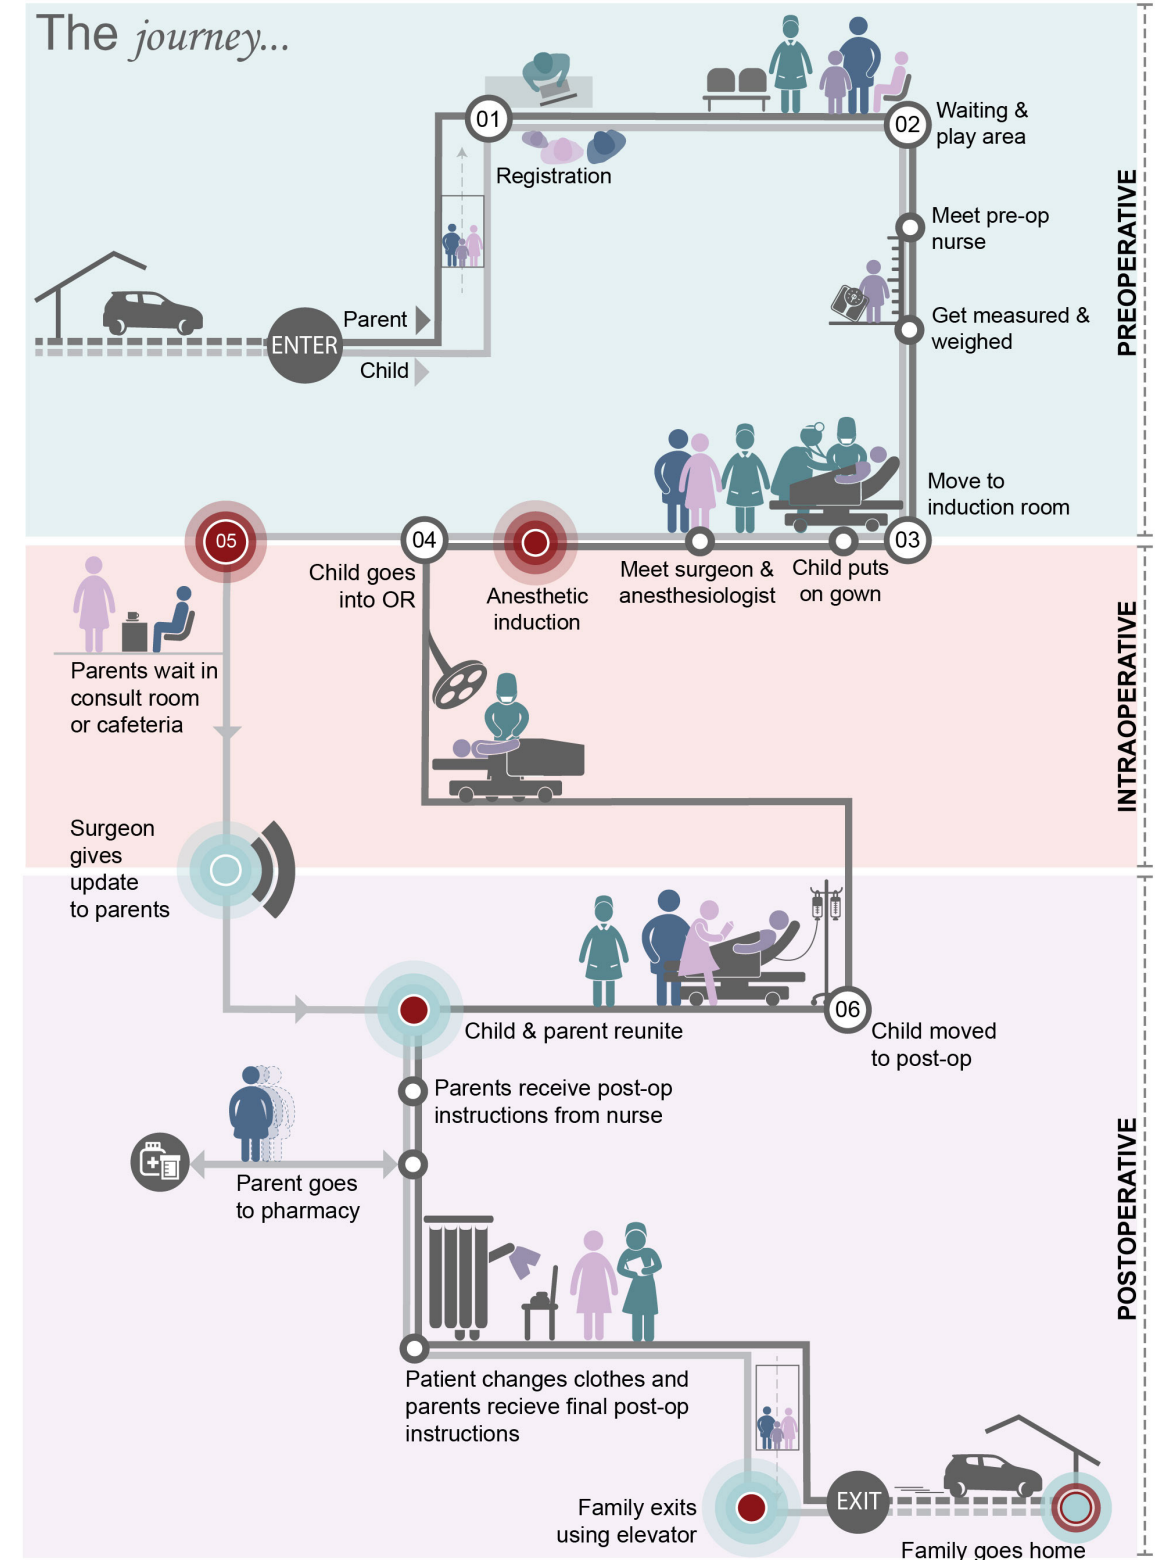 The journey...
01
Registration
02
Waiting &
play area
Meet pre-op
nurse
Get measured &
weighed
PREOPERATIVE
ENTER
Parent
Child
Move to
induction room
03
Child puts
on gown
Meet surgeon &
anesthesiologist
Anesthetic
induction
04
Child goes
into OR
05
Parents wait in
consult room
or cafeteria
INTRAOPERATIVE
Surgeon
gives
update
to parents
06
Child moved
to post-op
Child & parent reunite
Parents receive post-op
instructions from nurse
Parent goes
to pharmacy
POSTOPERATIVE
Patient changes clothes and
parents recieve final post-op
instructions
Family exits
using elevator
EXIT
Family goes home